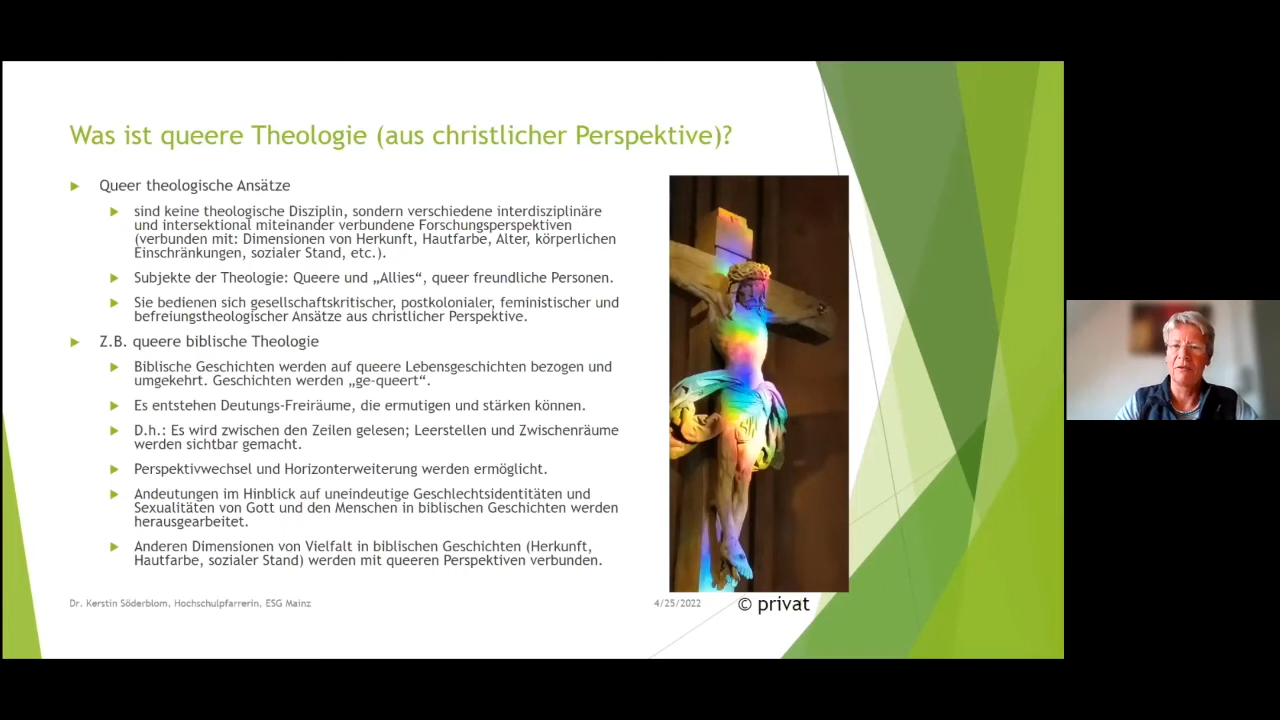 Was ist queere Theologie (aus christlicher Perspektive)?
Queer theologische Ansätze
sind keine theologische Disziplin, sondern verschiedene interdisziplinäre
und intersektional miteinander verbundene Forschungsperspektiven
(verbunden mit: Dimensionen von Herkunft, Hautfarbe, Alter, körperlichen
Einschränkungen, sozialer Stand, etc.).
Subjekte der Theologie: Queere und „Allies“, queer freundliche Personen.
Sie bedienen sich gesellschaftskritischer, postkolonialer, feministischer und
befreiungstheologischer Ansätze aus christlicher Perspektive.
Z.B. queere biblische Theologie
Biblische Geschichten werden auf queere Lebensgeschichten bezogen und
umgekehrt. Geschichten werden „ge-queert“.
Es entstehen Deutungs-Freiräume, die ermutigen und stärken können.
D.h.: Es wird zwischen den Zeilen gelesen; Leerstellen und Zwischenräume
werden sichtbar gemacht.
Perspektivwechsel und Horizonterweiterung werden ermöglicht.
Andeutungen im Hinblick auf uneindeutige Geschlechtsidentitäten und
Sexualitäten von Gott und den Menschen in biblischen Geschichten werden
herausgearbeitet.
Anderen Dimensionen von Vielfalt in biblischen Geschichten (Herkunft,
Hautfarbe, sozialer Stand) werden mit queeren Perspektiven verbunden.
Dr. Kerstin Söderblom, Hochschulpfarrerin, ESG Mainz
4/25/2022
© privat